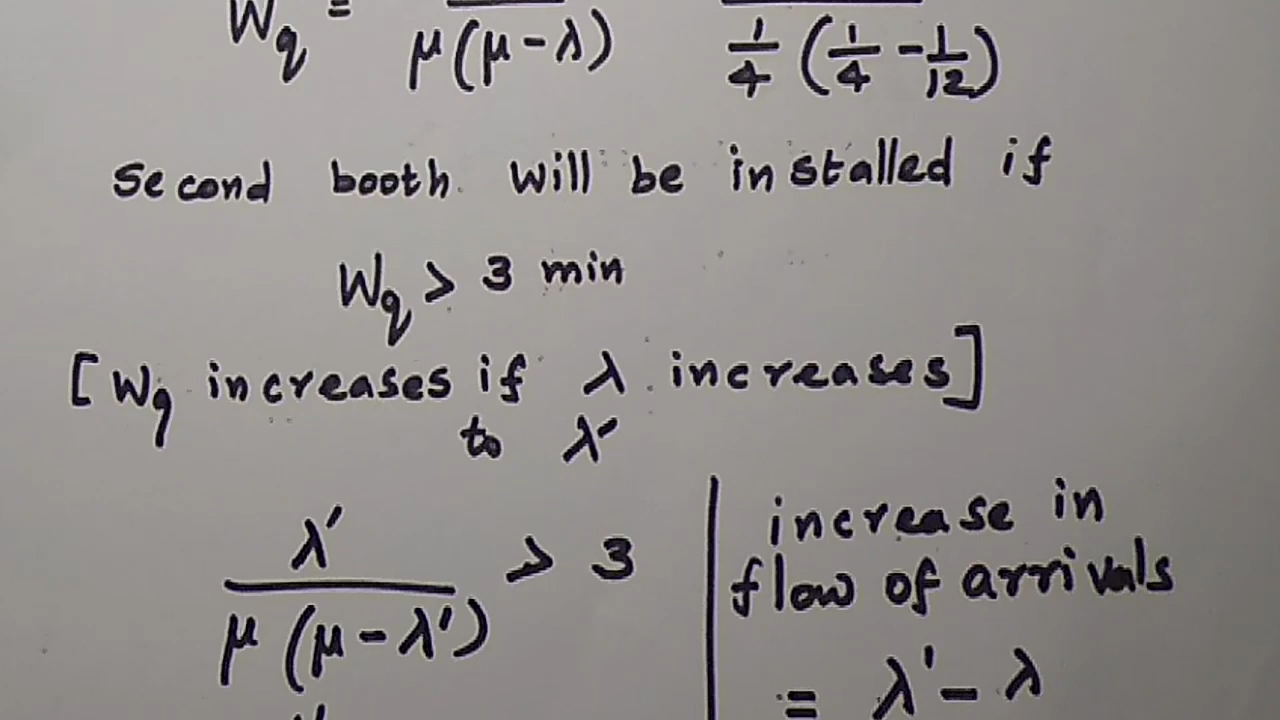 Wq = μ(μ-λ) 1/4 (1/4 - 1/12)
Second booth will be installed if
Wq > 3 min
[Wq increases if λ increases]
to λ'
λ' / μ(μ-λ') > 3
increase in
flow of arrivals
= λ' - λ